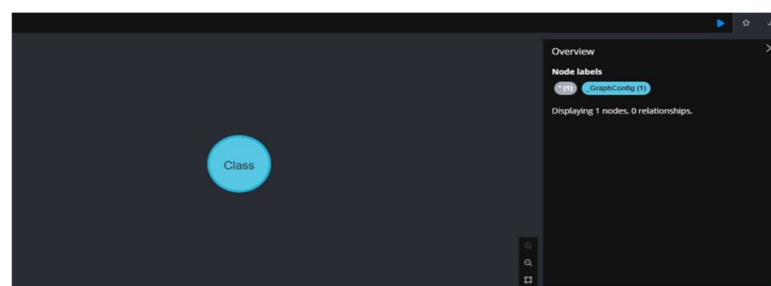 Overview
Node labels
* (1) _GraphConfig (1)
Displaying 1 nodes, 0 relationships.
Class